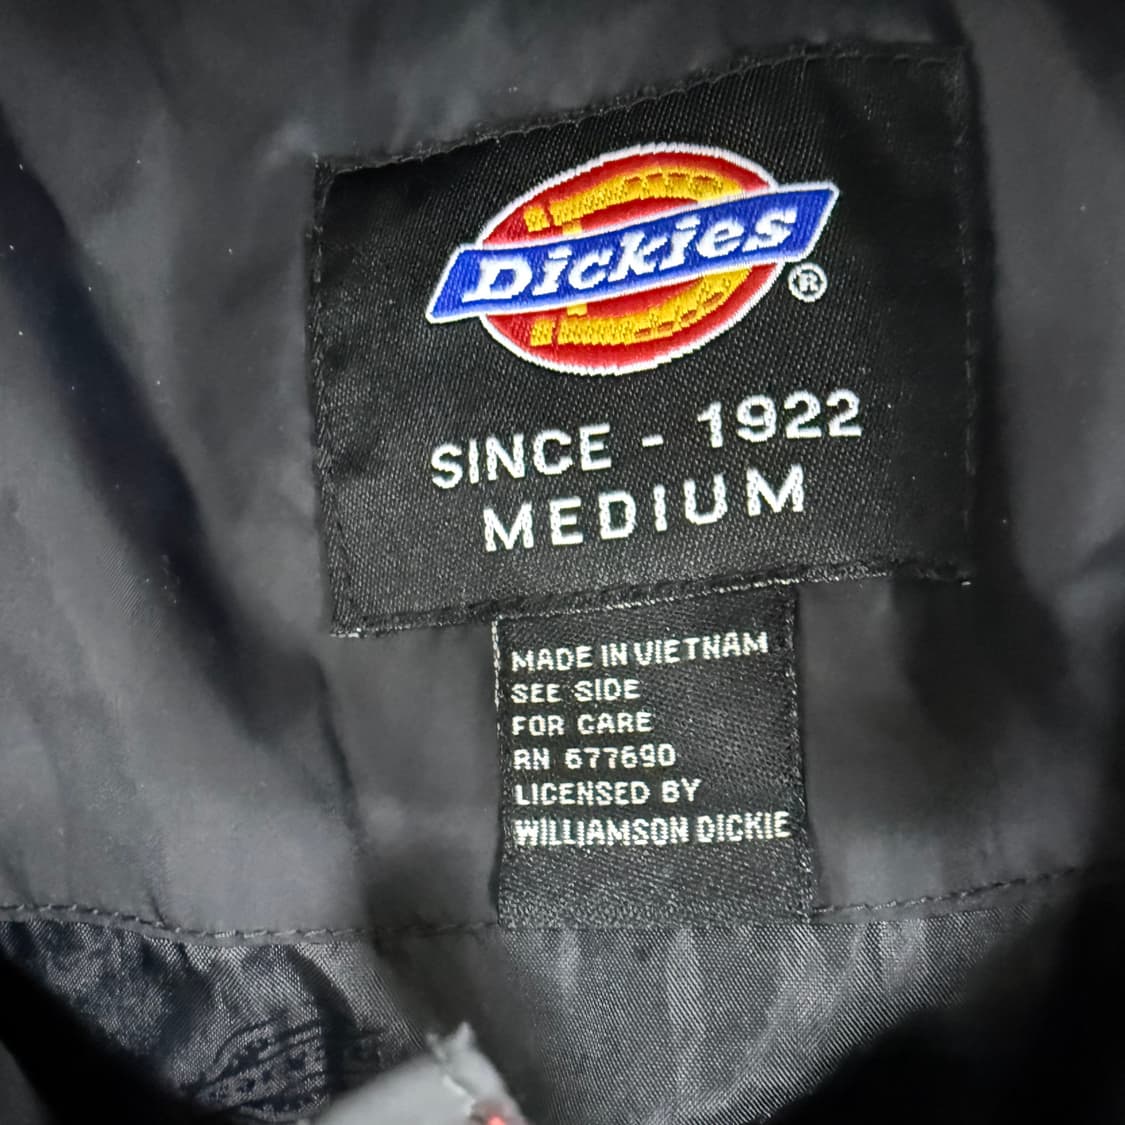 Dickies®
SINCE - 1922
MEDIUM
MADE IN VIETNAM
SEE SIDE
FOR CARE
RN 677690
LICENSED BY
WILLIAMSON DICKIE